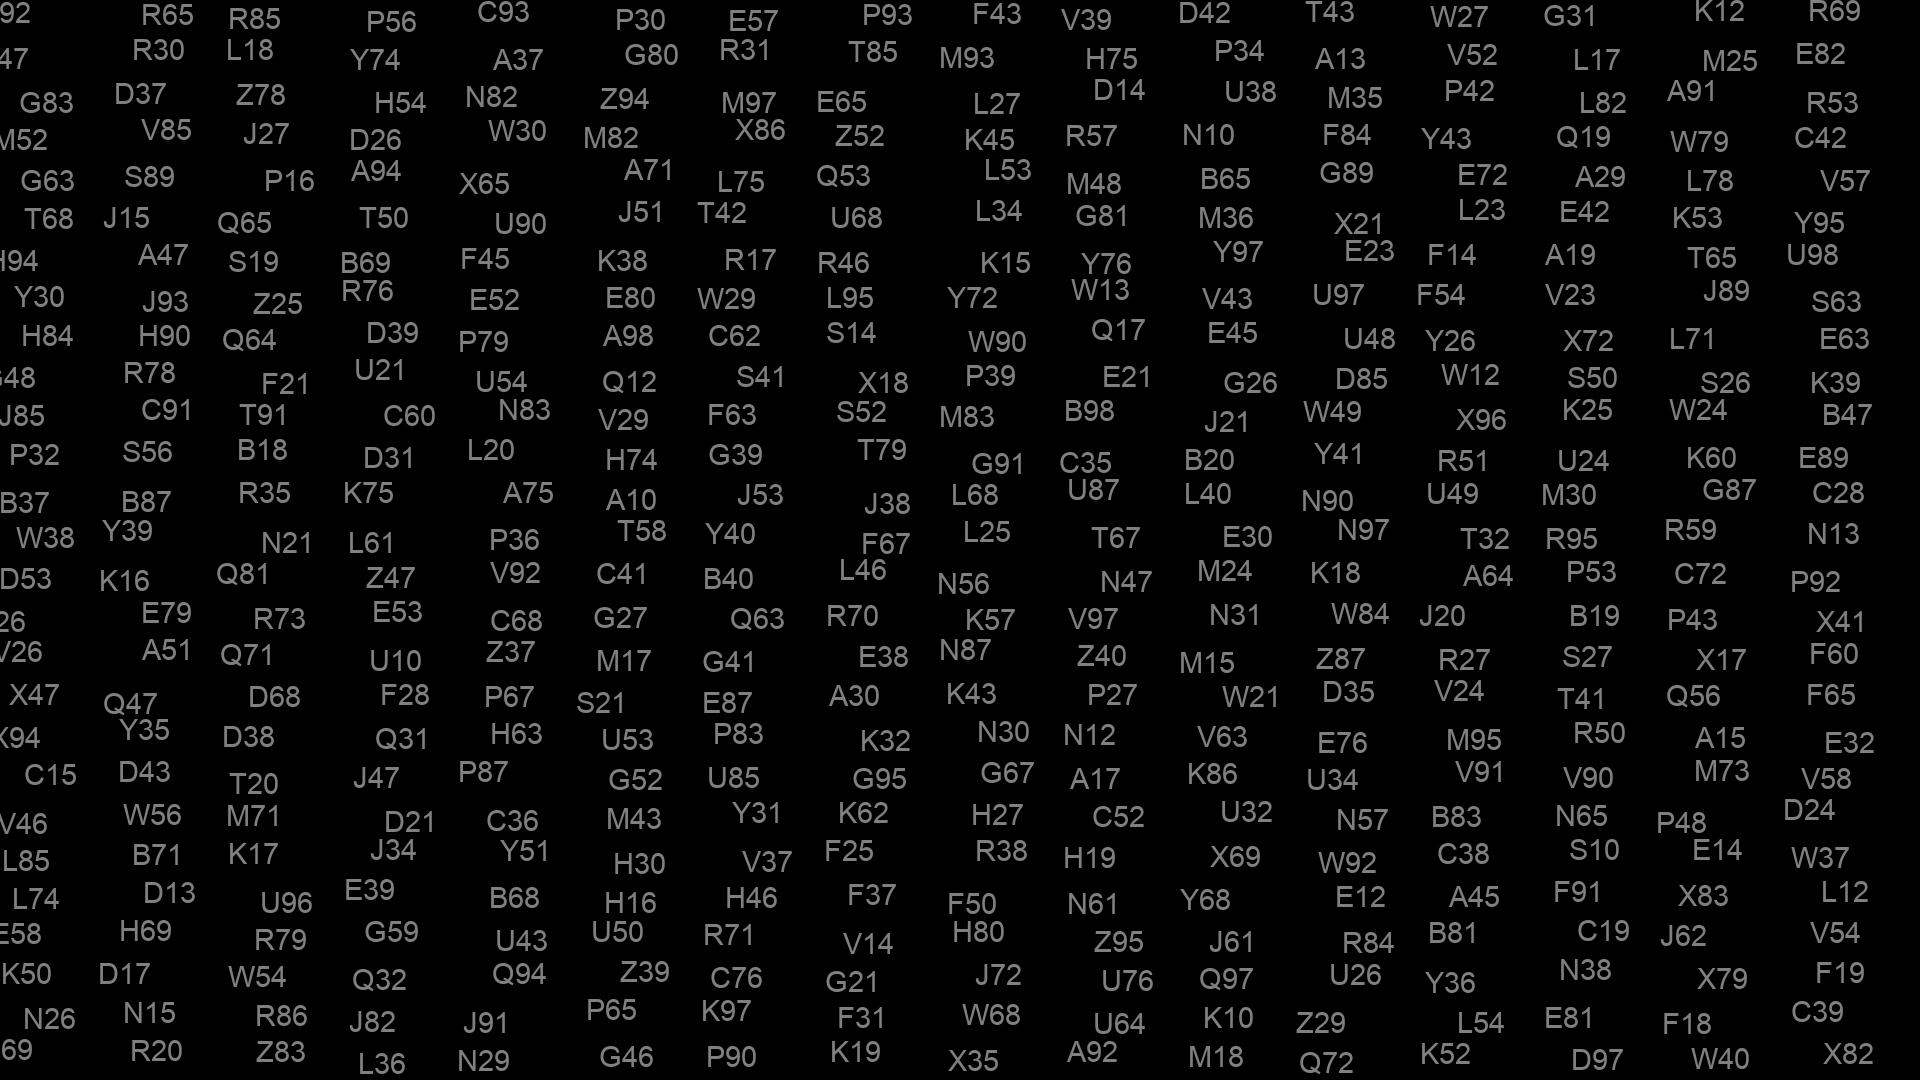 92 R65 R85 P56 C93 P30 E57 P93 F43 V39 D42 T43 W27 G31 K12 R69
47 R30 L18 Y74 A37 G80 R31 T85 M93 H75 P34 A13 V52 L17 M25 E82
G83 D37 Z78 H54 N82 Z94 M97 E65 L27 D14 U38 M35 P42 L82 A91 R53
M52 V85 J27 D26 W30 M82 X86 Z52 K45 R57 N10 F84 Y43 Q19 W79 C42
G63 S89 P16 A94 X65 A71 L75 Q53 L53 M48 B65 G89 E72 A29 L78 V57
T68 J15 Q65 T50 U90 J51 T42 U68 L34 G81 M36 X21 L23 E42 K53 Y95
H94 A47 S19 B69 F45 K38 R17 R46 K15 Y76 Y97 E23 F14 A19 T65 U98
Y30 J93 Z25 R76 E52 E80 W29 L95 Y72 W13 V43 U97 F54 V23 J89 S63
H84 H90 Q64 D39 P79 A98 C62 S14 W90 Q17 E45 U48 Y26 X72 L71 E63
48 R78 F21 U21 U54 Q12 S41 X18 P39 E21 G26 D85 W12 S50 S26 K39
J85 C91 T91 C60 N83 V29 F63 S52 M83 B98 J21 W49 X96 K25 W24 B47
P32 S56 B18 D31 L20 H74 G39 T79 G91 C35 B20 Y41 R51 U24 K60 E89
B37 B87 R35 K75 A75 A10 J53 J38 L68 U87 L40 N90 U49 M30 G87 C28
W38 Y39 N21 L61 P36 T58 Y40 F67 L25 T67 E30 N97 T32 R95 R59 N13
D53 K16 Q81 Z47 V92 C41 B40 L46 N56 N47 M24 K18 A64 P53 C72 P92
26 E79 R73 E53 C68 G27 Q63 R70 K57 V97 N31 W84 J20 B19 P43 X41
V26 A51 Q71 U10 Z37 M17 G41 E38 N87 Z40 M15 Z87 R27 S27 X17 F60
X47 Q47 D68 F28 P67 S21 E87 A30 K43 P27 W21 D35 V24 T41 Q56 F65
X94 Y35 D38 Q31 H63 U53 P83 K32 N30 N12 V63 E76 M95 R50 A15 E32
C15 D43 T20 J47 P87 G52 U85 G95 G67 A17 K86 U34 V91 V90 M73 V58
V46 W56 M71 D21 C36 M43 Y31 K62 H27 C52 U32 N57 B83 N65 P48 D24
L85 B71 K17 J34 Y51 H30 V37 F25 R38 H19 X69 W92 C38 S10 E14 W37
L74 D13 U96 E39 B68 H16 H46 F37 F50 N61 Y68 E12 A45 F91 X83 L12
E58 H69 R79 G59 U43 U50 R71 V14 H80 Z95 J61 R84 B81 C19 J62 V54
K50 D17 W54 Q32 Q94 Z39 C76 G21 J72 U76 Q97 U26 Y36 N38 X79 F19
N26 N15 R86 J82 J91 P65 K97 F31 W68 U64 K10 Z29 L54 E81 F18 C39
69 R20 Z83 L36 N29 G46 P90 K19 X35 A92 M18 Q72 K52 D97 W40 X82